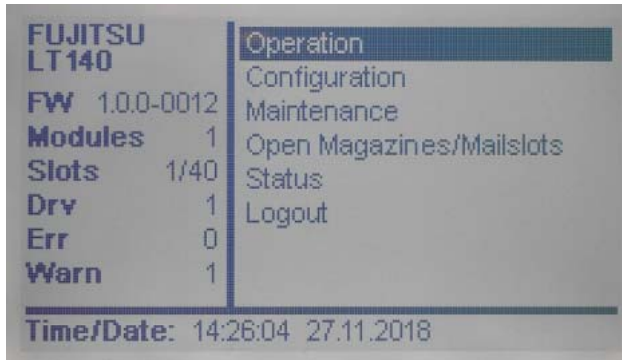 FUJITSU
LT140
FW 1.0.0-0012
Modules 1
Slots 1/40
Drv 1
Err 0
Warn 1
Operation
Configuration
Maintenance
Open Magazines/Mailslots
Status
Logout
Time/Date: 14:26:04 27.11.2018